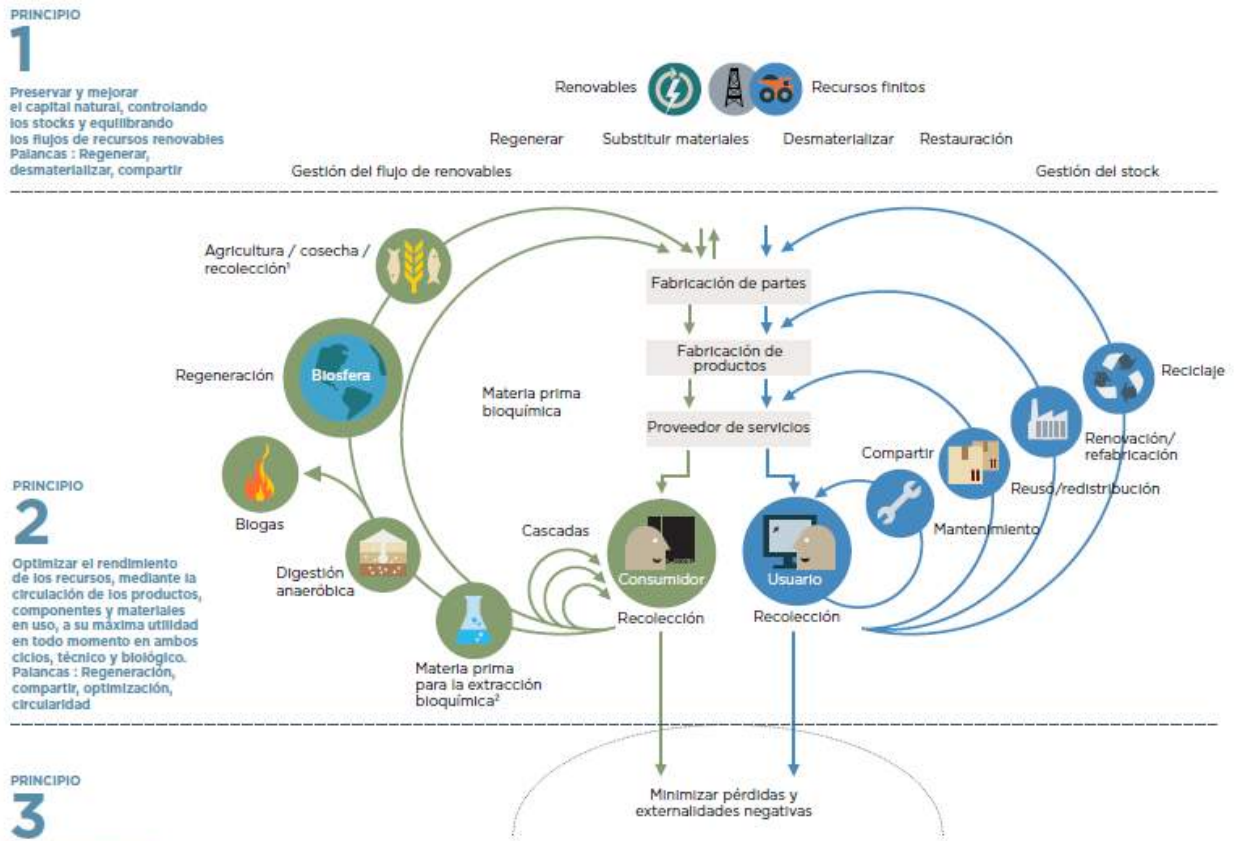 PRINCIPIO
1
Preservar y mejorar
el capital natural, controlando
los stocks y equilibrando
los flujos de recursos renovables
Palancas : Regenerar,
desmaterializar, compartir
Renovables
Recursos finitos
Regenerar
Substituir materiales
Desmaterializar
Restauración
Gestión del flujo de renovables
Gestión del stock
Agricultura / cosecha /
recolección¹
Regeneración
Biosfera
Biogas
Digestión
anaeróbica
Materia prima
para la extracción
bioquímica²
Materia prima
bioquímica
Cascadas
Fabricación de partes
Fabricación de
productos
Proveedor de servicios
Consumidor
Recolección
Usuario
Recolección
Compartir
Mantenimiento
Reuso/redistribución
Renovación/
refabricación
Reciclaje
PRINCIPIO
2
Optimizar el rendimiento
de los recursos, mediante la
circulación de los productos,
componentes y materiales
en uso, a su máxima utilidad
en todo momento en ambos
ciclos, técnico y biológico.
Palancas : Regeneración,
compartir, optimización,
circularidad
PRINCIPIO
3
Minimizar pérdidas y
externalidades negativas